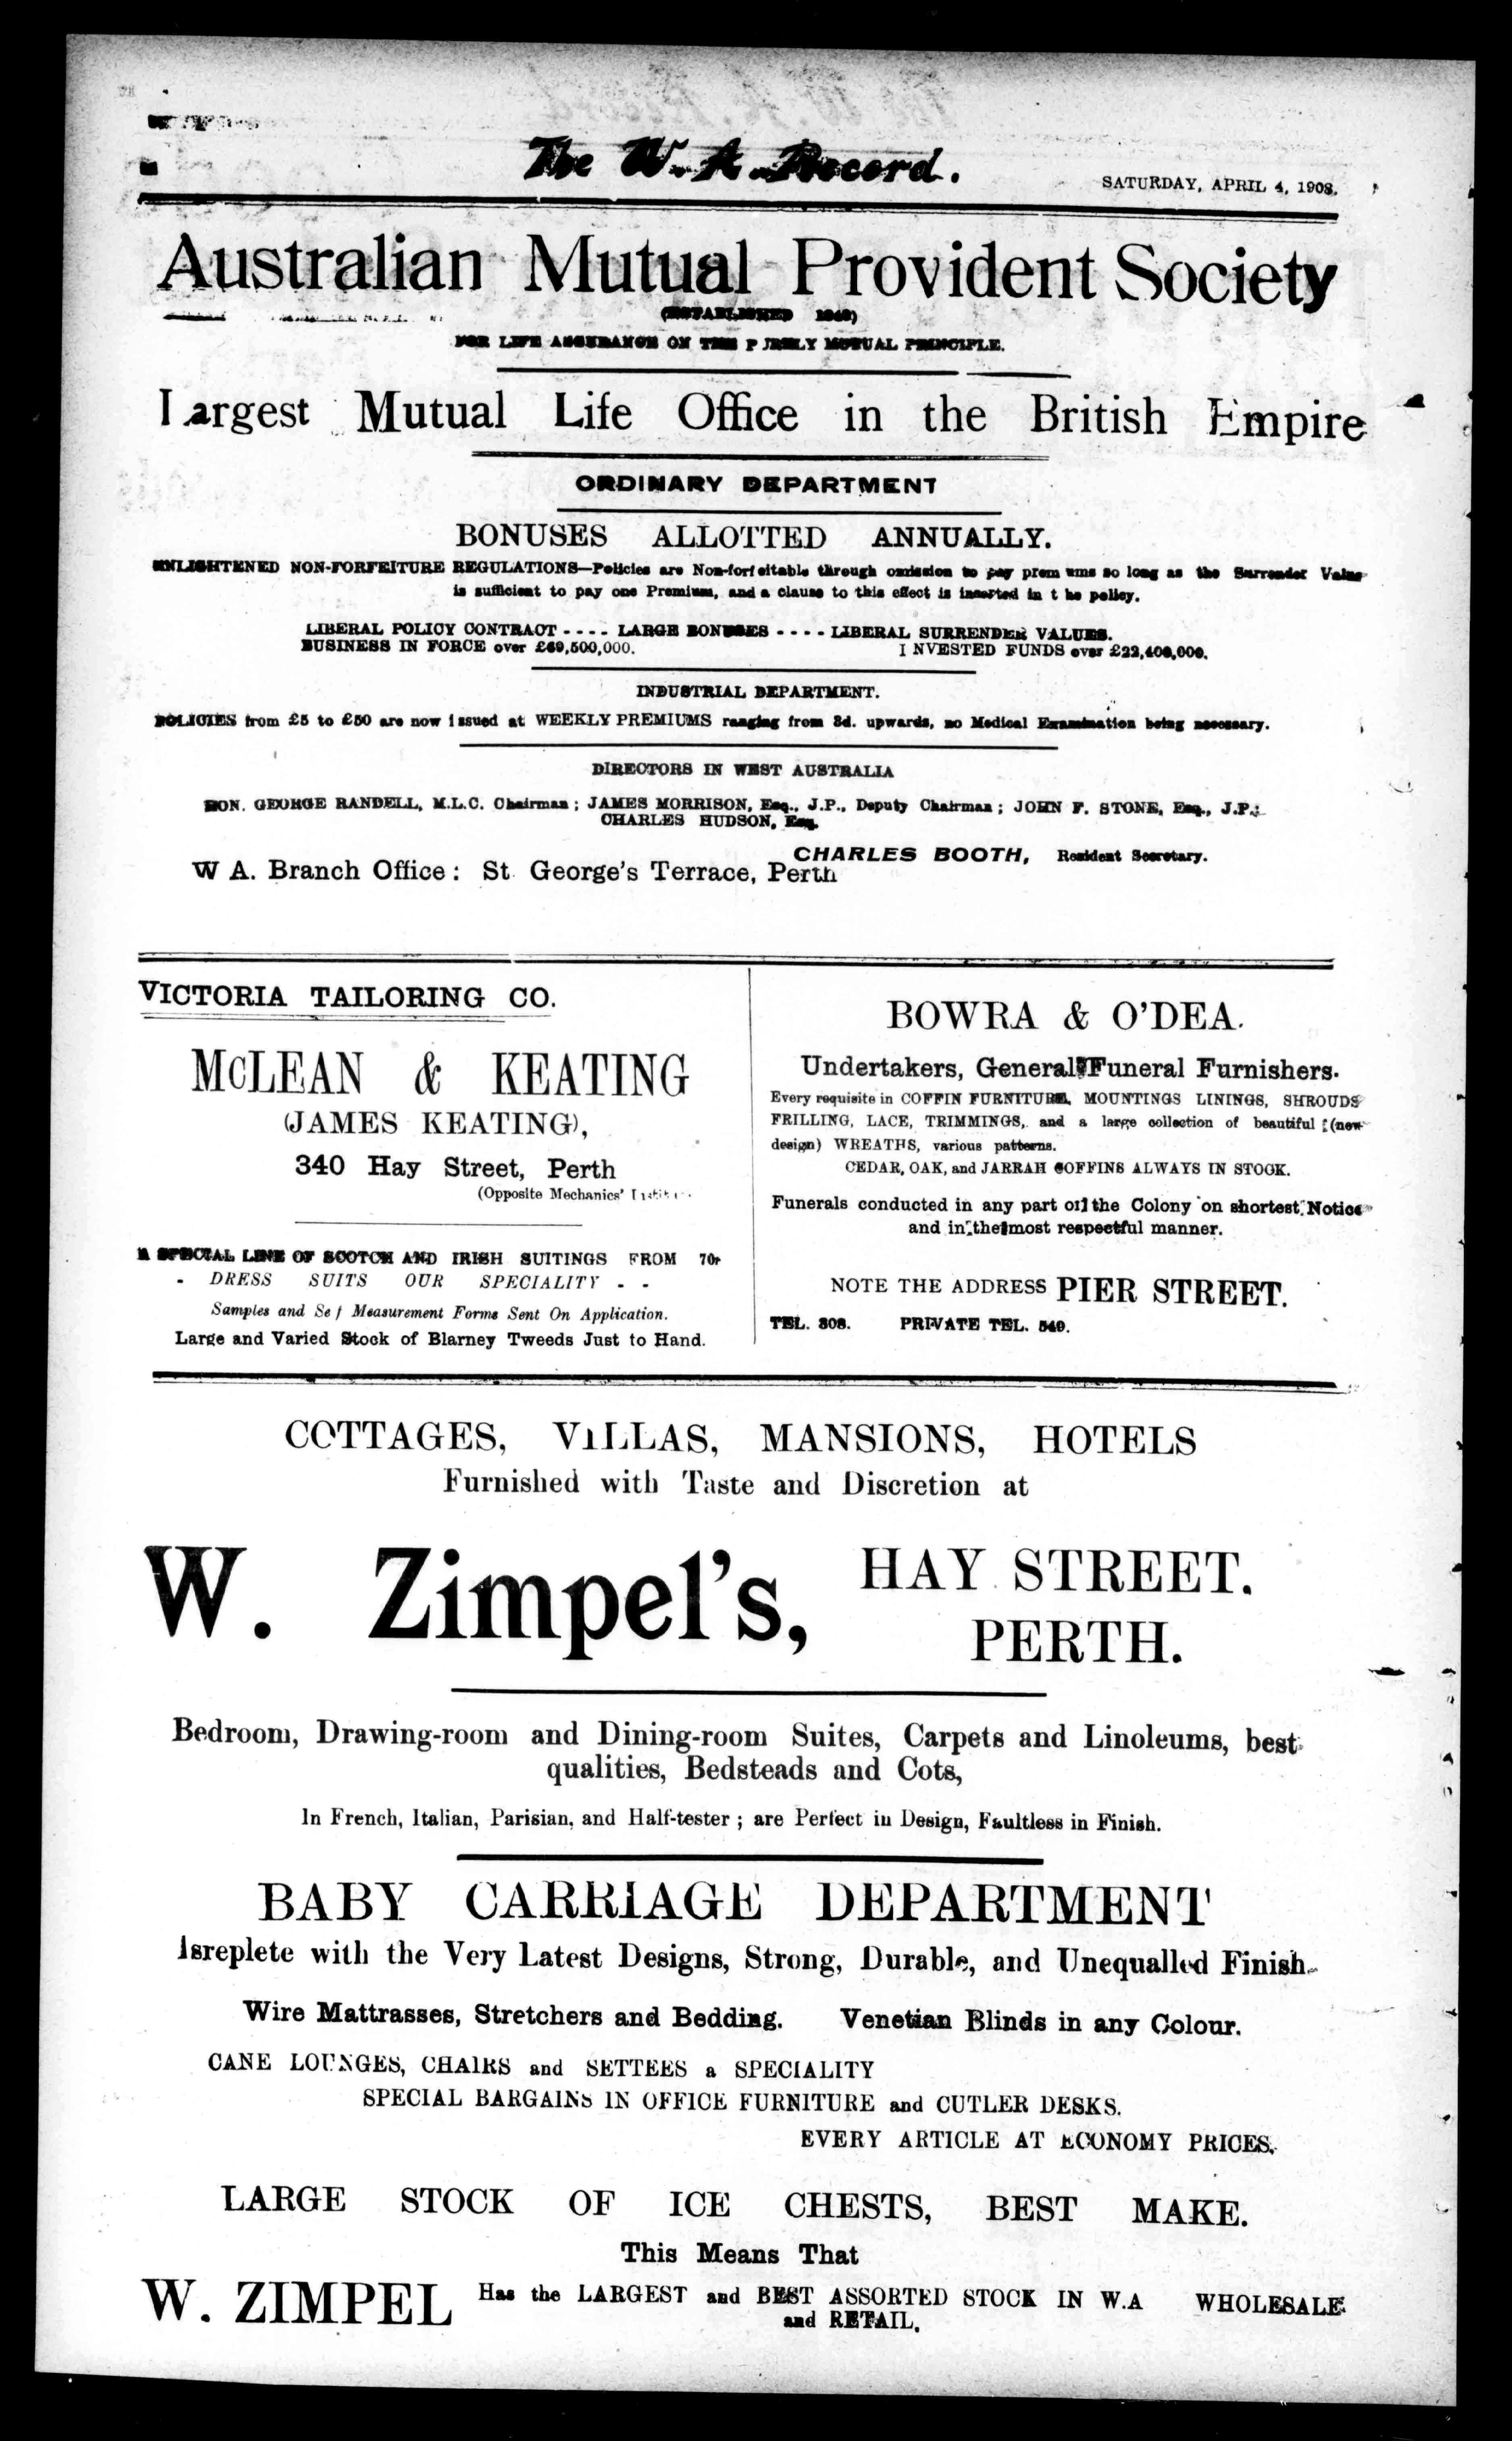 The W. A. Record.
SATURDAY, APRIL 4, 1908.
Australian Mutual Provident Society
(ESTABLISHED 1849)
FOR LIFE ASSURANCE ON THE PURELY MUTUAL PRINCIPLE.
Largest Mutual Life Office in the British Empire
ORDINARY DEPARTMENT
BONUSES ALLOTTED ANNUALLY.
ENLIGHTENED NON-FORFEITURE REGULATIONS—Policies are Non-forfeitable through omission to pay prem ums so long as the Surrender Value
is sufficient to pay one Premium, and a clause to this effect is inserted in t he policy.
LIBERAL POLICY CONTRACT - - - - LARGE BONUSES - - - - LIBERAL SURRENDER VALUES.
BUSINESS IN FORCE over £69,500,000. I NVESTED FUNDS over £22,400,000.
INDUSTRIAL DEPARTMENT.
POLICIES from £5 to £50 are now issued at WEEKLY PREMIUMS ranging from 3d. upwards, no Medical Examination being necessary.
DIRECTORS IN WEST AUSTRALIA
HON. GEORGE RANDELL, M.L.C. Chairman ; JAMES MORRISON, Esq., J.P., Deputy Chairman ; JOHN F. STONE, Esq., J.P.;
CHARLES HUDSON, Esq.
CHARLES BOOTH, Resident Secretary.
W A. Branch Office : St George's Terrace, Perth
VICTORIA TAILORING CO.
McLEAN & KEATING
(JAMES KEATING),
340 Hay Street, Perth
(Opposite Mechanics'
A SPECIAL LINE OF SCOTCH AND IRISH SUITINGS FROM 70r
- DRESS SUITS OUR SPECIALITY - -
Samples and Se f Measurement Forms Sent On Application.
Large and Varied Stock of Blarney Tweeds Just to Hand.
BOWRA & O'DEA.
Undertakers, General Funeral Furnishers.
Every requisite in COFFIN FURNITURE, MOUNTINGS LININGS, SHROUDS
FRILLING, LACE, TRIMMINGS, and a large collection of beautiful (new
design) WREATHS, various patterns.
CEDAR, OAK, and JARRAH COFFINS ALWAYS IN STOCK.
Funerals conducted in any part of the Colony on shortest Notice
and in the most respectful manner.
NOTE THE ADDRESS PIER STREET.
TEL. 308. PRIVATE TEL. 549.
COTTAGES, VILLAS, MANSIONS, HOTELS
Furnished with Taste and Discretion at
W. Zimpel's, HAY STREET.
PERTH.
Bedroom, Drawing-room and Dining-room Suites, Carpets and Linoleums, best
qualities, Bedsteads and Cots,
In French, Italian, Parisian, and Half-tester ; are Perfect in Design, Faultless in Finish.
BABY CARRIAGE DEPARTMENT
Isreplete with the Very Latest Designs, Strong, Durable, and Unequalled Finish.
Wire Mattrasses, Stretchers and Bedding. Venetian Blinds in any Colour.
CANE LOUNGES, CHAIRS and SETTEES a SPECIALITY
SPECIAL BARGAINS IN OFFICE FURNITURE and CUTLER DESKS.
EVERY ARTICLE AT ECONOMY PRICES.
LARGE STOCK OF ICE CHESTS, BEST MAKE.
This Means That
W. ZIMPEL Has the LARGEST and BEST ASSORTED STOCK IN W.A WHOLESALE
and RETAIL.